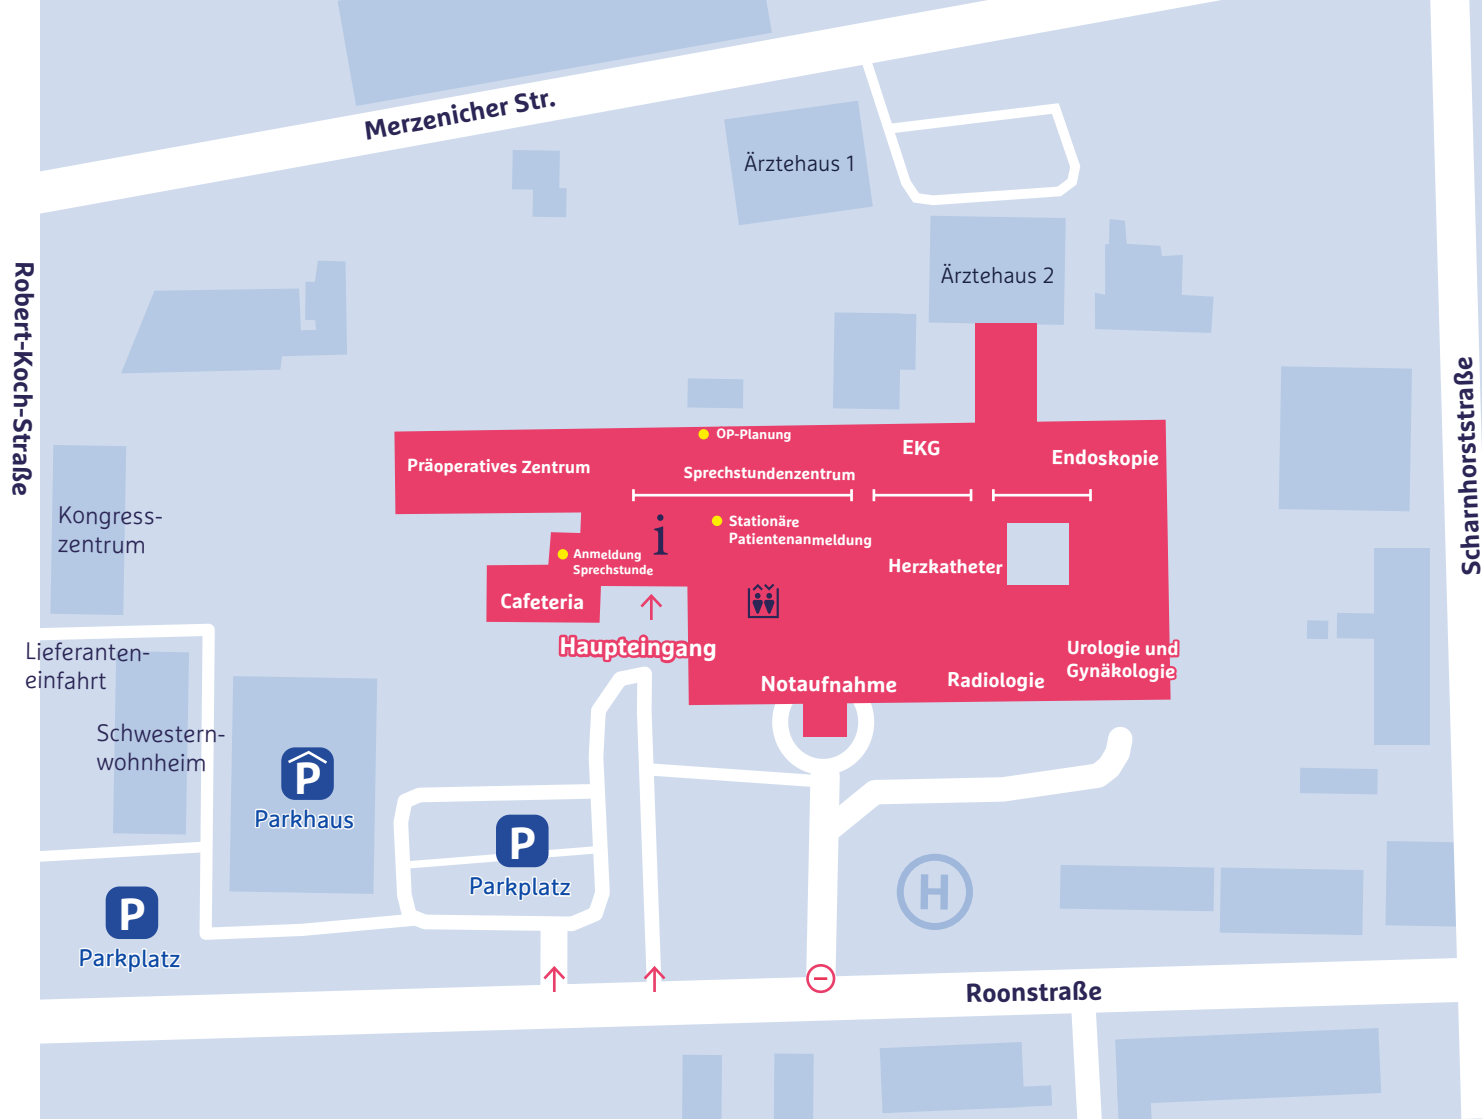 Merzenicher Str.
Ärztehaus 1
Ärztehaus 2
Robert-Koch-Straße
Scharnhorststraße
OP-Planung
EKG
Endoskopie
Präoperatives Zentrum
Sprechstundenzentrum
i
Stationäre
Patientenanmeldung
Anmeldung
Sprechstunde
Herzkatheter
Cafeteria
Haupteingang
Kongress-
zentrum
Lieferanten-
einfahrt
Urologie und
Gynäkologie
Notaufnahme
Radiologie
Schwestern-
wohnheim
P
Parkhaus
P
Parkplatz
P
Parkplatz
H
Roonstraße